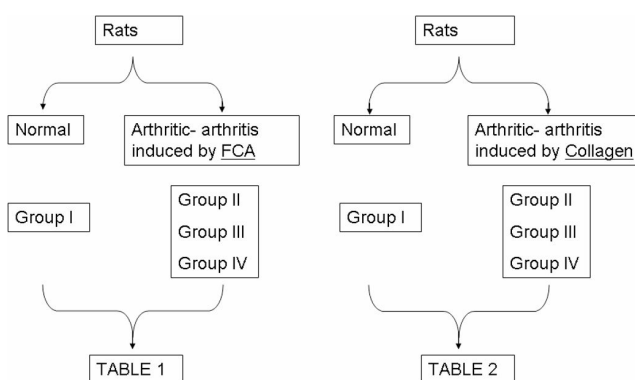 Rats
Normal
Arthritic- arthritis
induced by FCA
Group I
Group II
Group III
Group IV
TABLE 1
Rats
Normal
Arthritic- arthritis
induced by Collagen
Group I
Group II
Group III
Group IV
TABLE 2